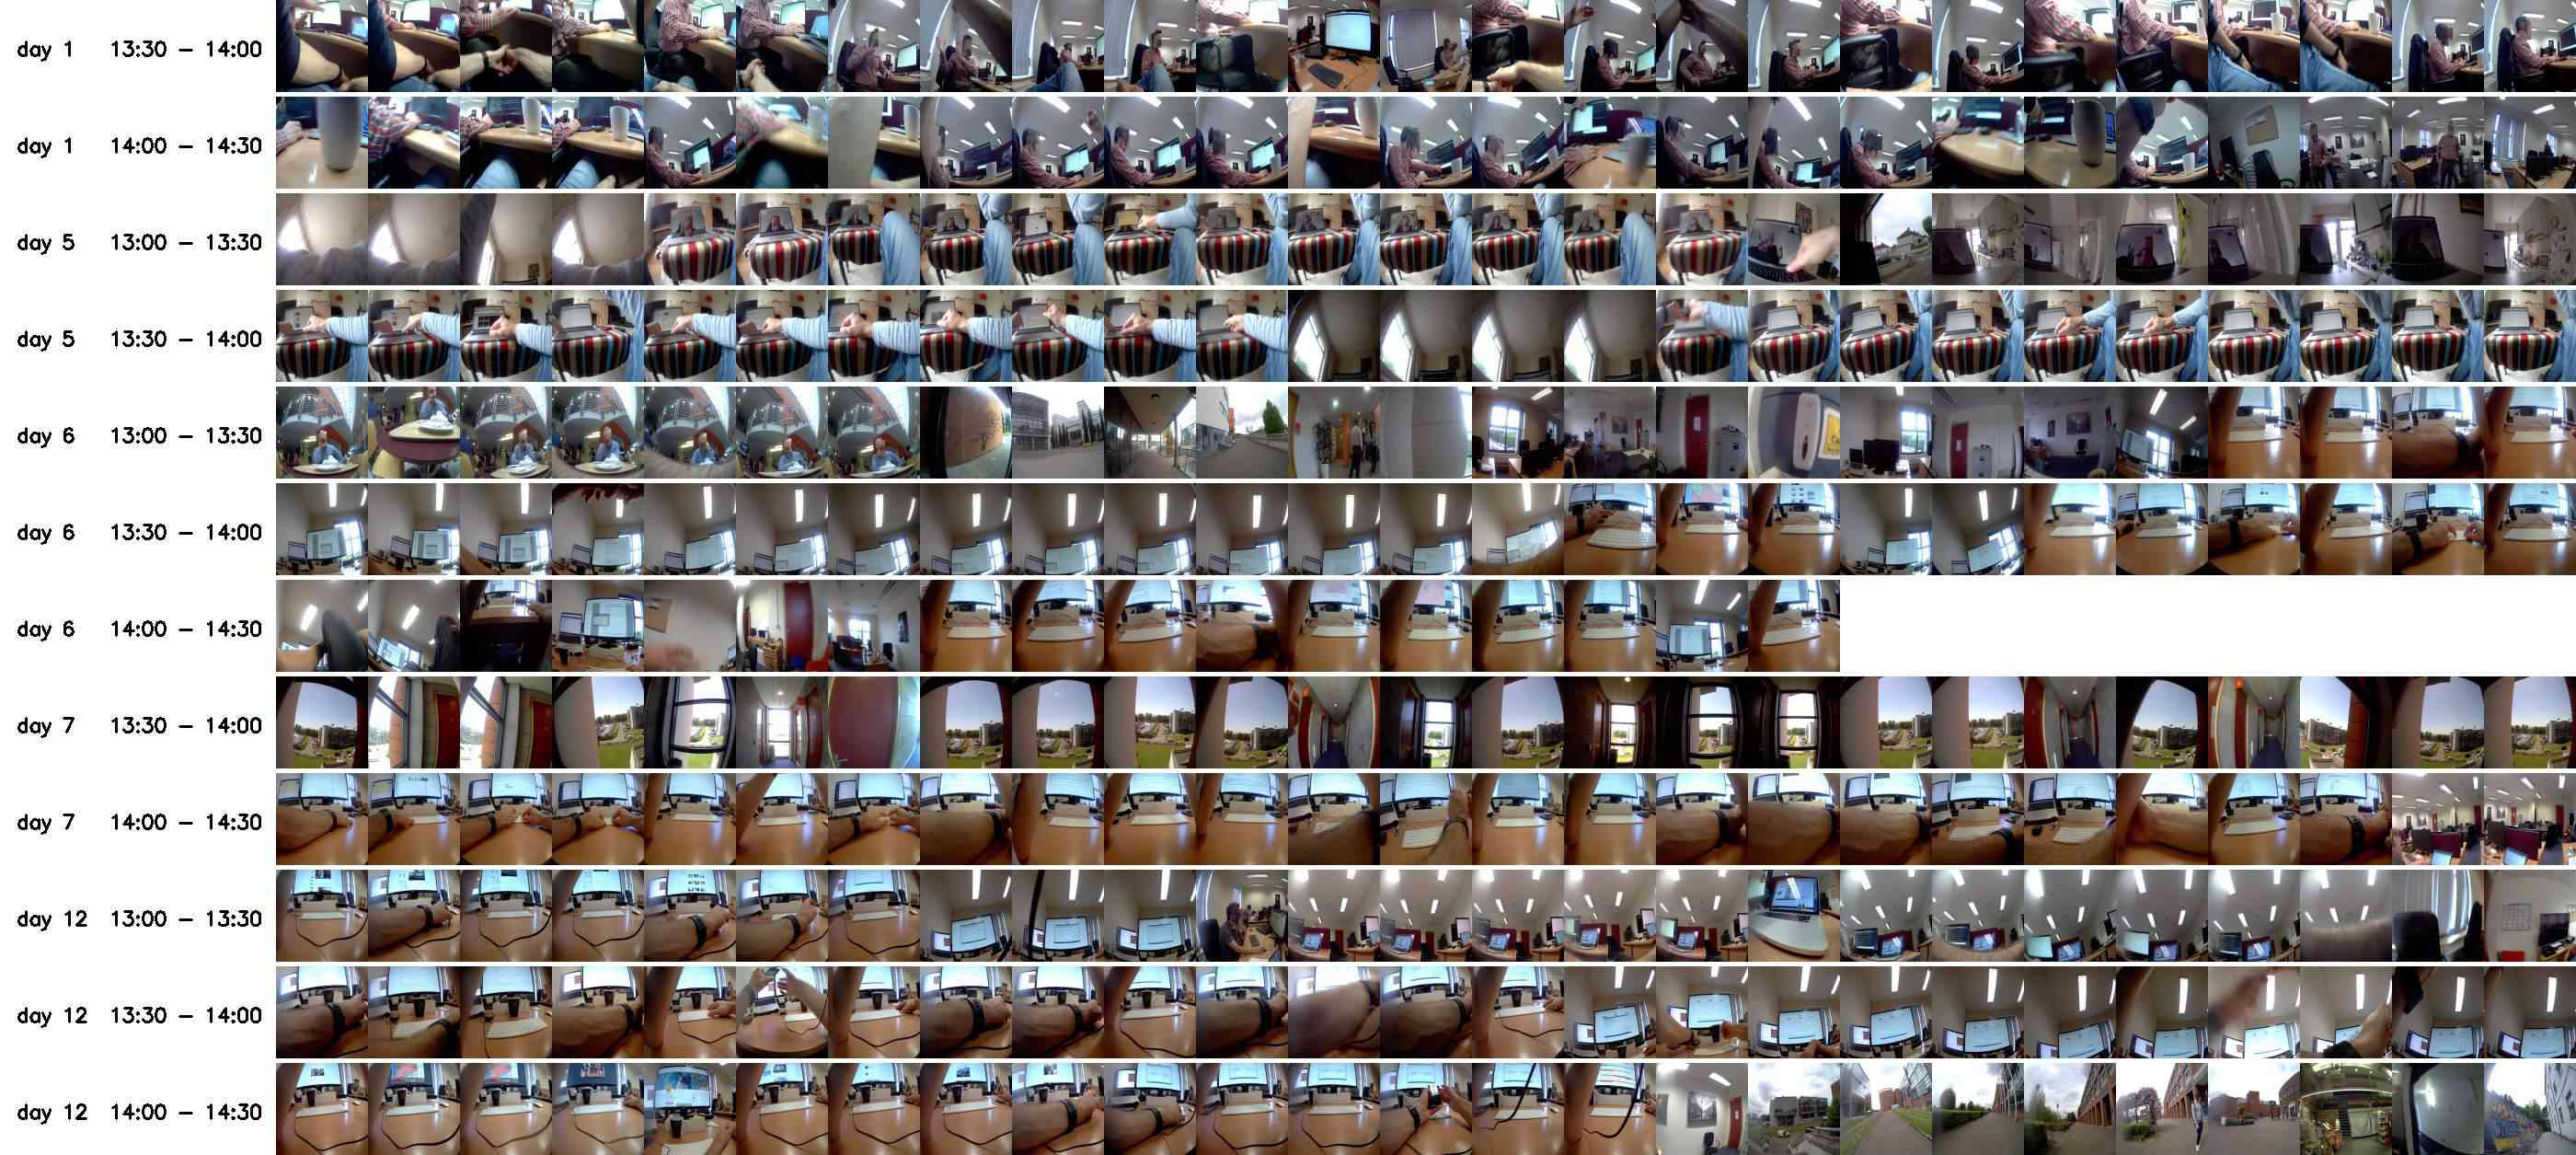 day 1 13:30 - 14:00
day 1 14:00 - 14:30
day 5 13:00 - 13:30
day 5 13:30 - 14:00
day 6 13:00 - 13:30
day 6 13:30 - 14:00
day 6 14:00 - 14:30
day 7 13:30 - 14:00
day 7 14:00 - 14:30
day 12 13:00 - 13:30
day 12 13:30 - 14:00
day 12 14:00 - 14:30